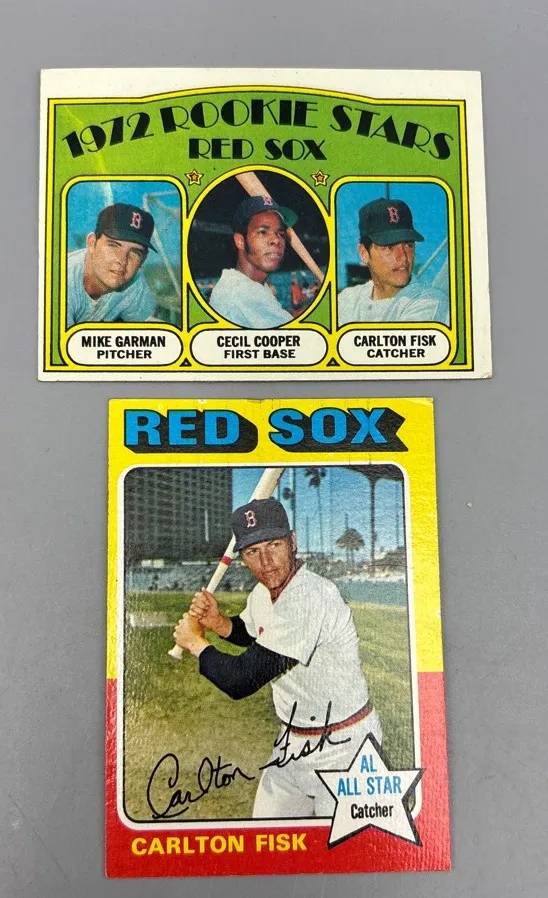 1972 ROOKIE STARS
RED SOX
B
B
B
MIKE GARMAN
PITCHER
CECIL COOPER
FIRST BASE
CARLTON FISK
CATCHER
RED SOX
B
Carlton Fisk
AL
ALL STAR
Catcher
CARLTON FISK